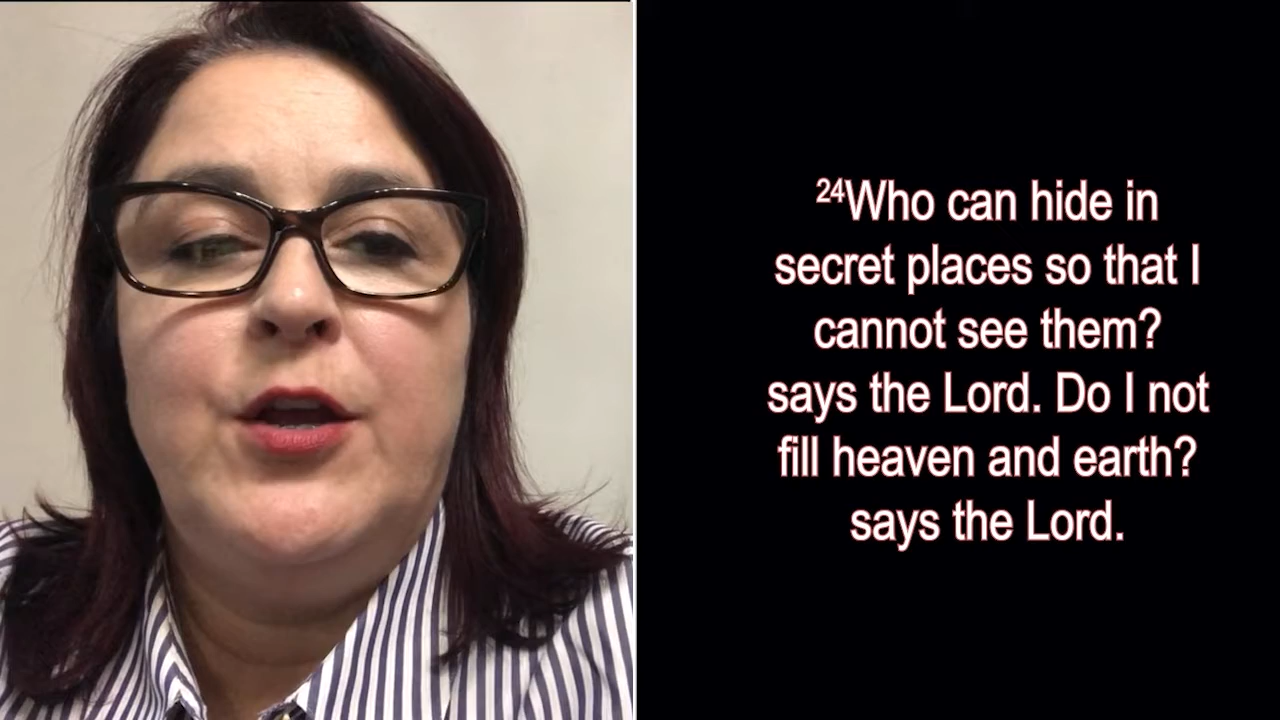 ²⁴Who can hide in
secret places so that I
cannot see them?
says the Lord. Do I not
fill heaven and earth?
says the Lord.